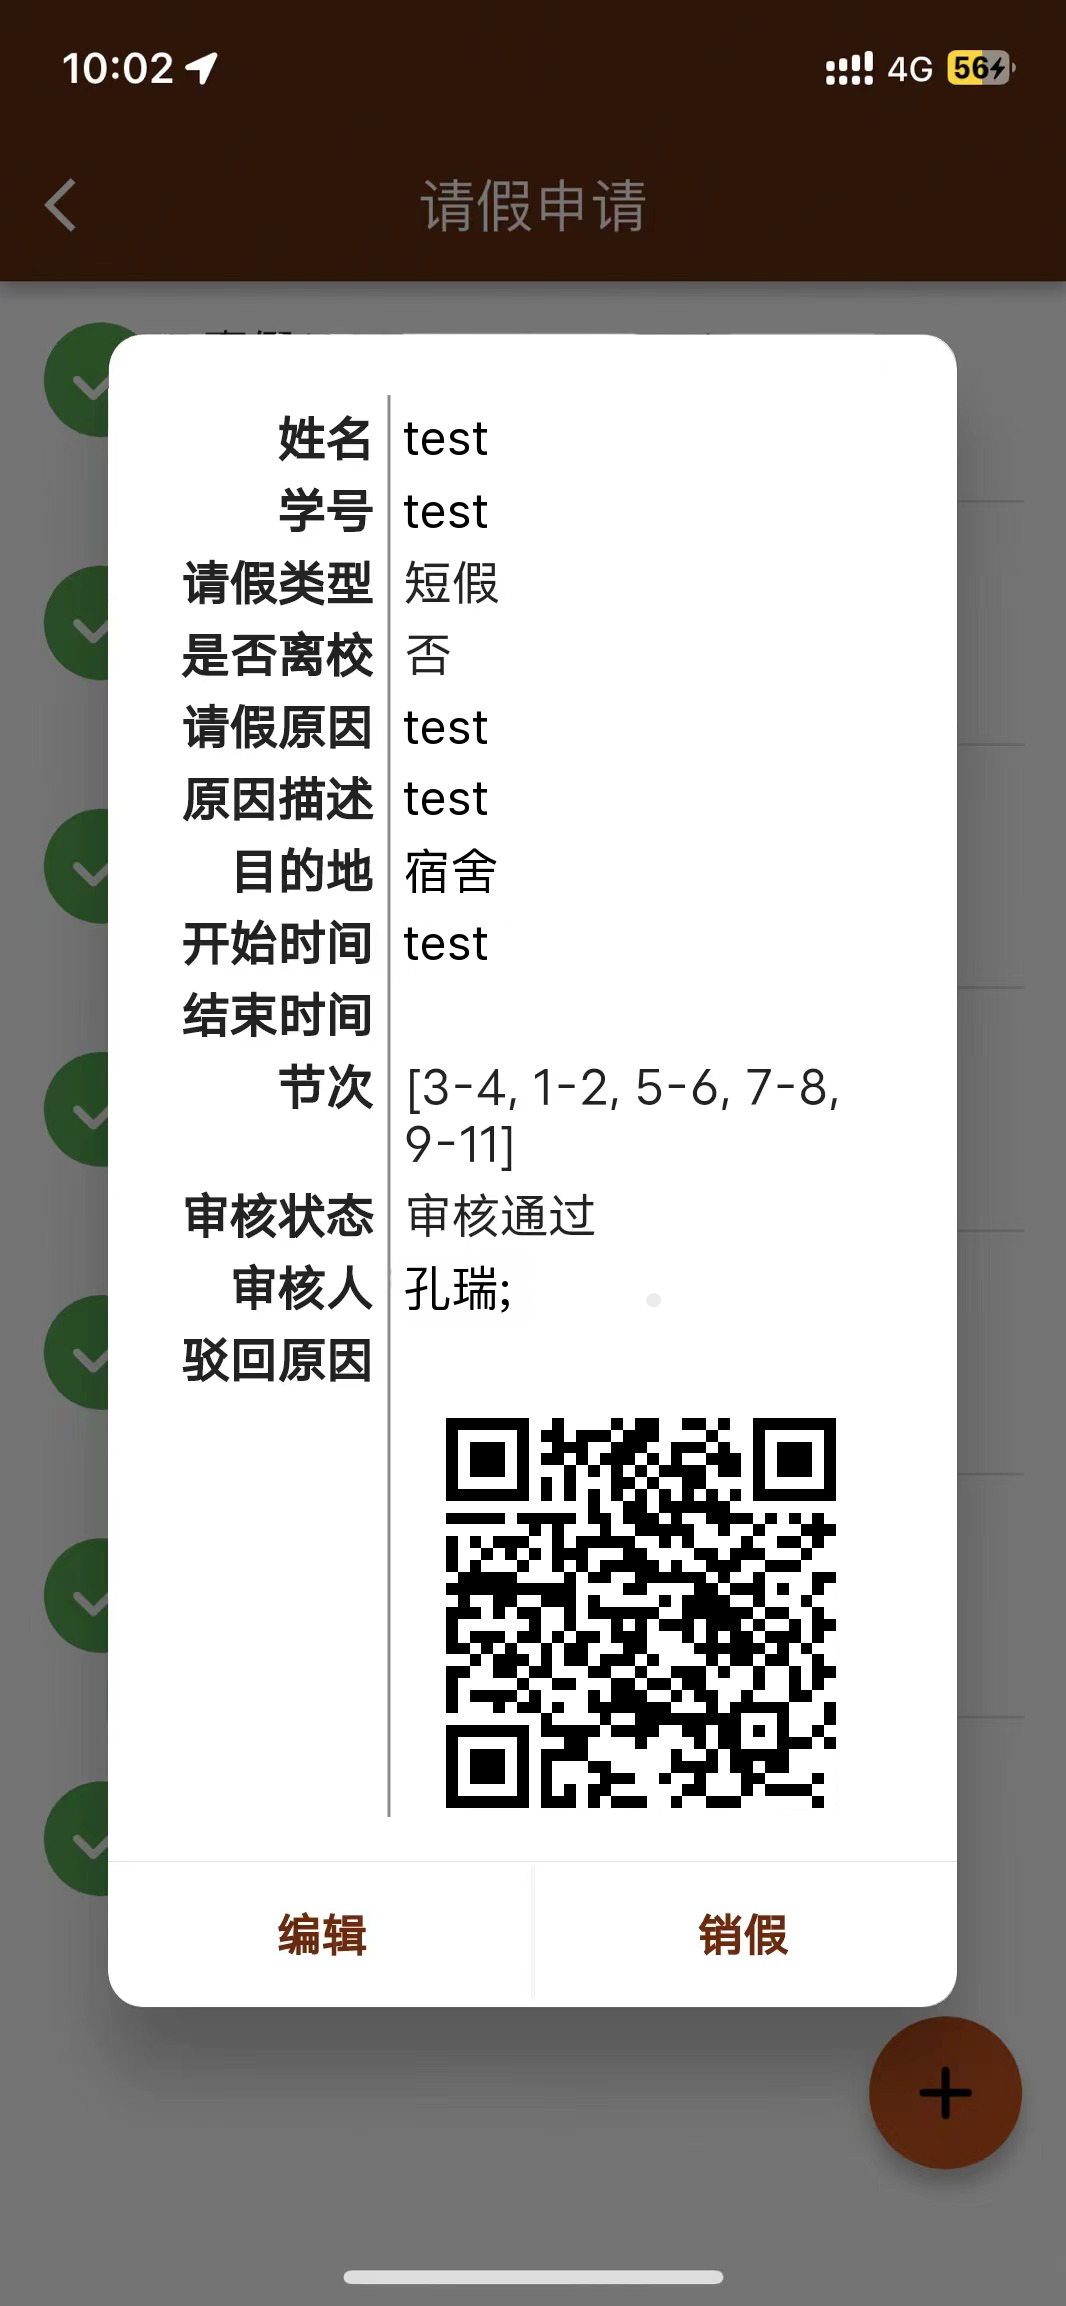 10:02
4G 56
请假申请
姓名 test
学号 test
请假类型 短假
是否离校 否
请假原因 test
原因描述 test
目的地 宿舍
开始时间 test
结束时间
节次 [3-4, 1-2, 5-6, 7-8,
9-11]
审核状态 审核通过
审核人 孔瑞;
驳回原因
编辑 销假